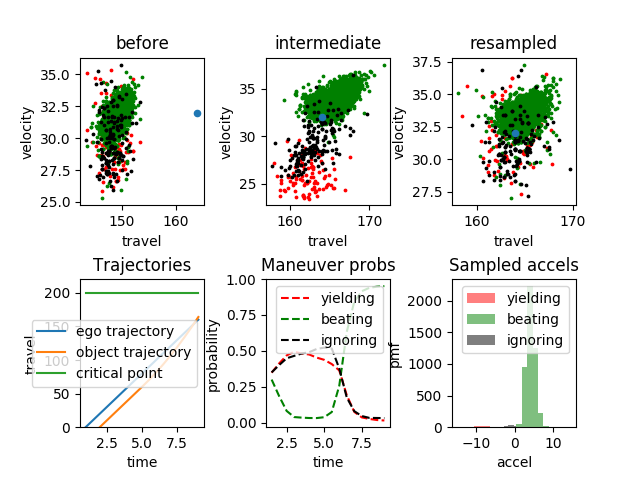 before
intermediate
resampled
velocity
35.0
32.5
30.0
27.5
25.0
150
160
travel
velocity
35
30
25
160
170
travel
velocity
37.5
35.0
32.5
30.0
27.5
160
170
travel
Trajectories
Maneuver probs
Sampled accels
travel
200
150
100
50
0
ego trajectory
object trajectory
critical point
2.5
5.0
7.5
time
probability
1.00
0.75
0.50
0.25
0.00
yielding
beating
ignoring
2.5
5.0
7.5
time
pmf
2000
1500
1000
500
0
yielding
beating
ignoring
−10
0
10
accel